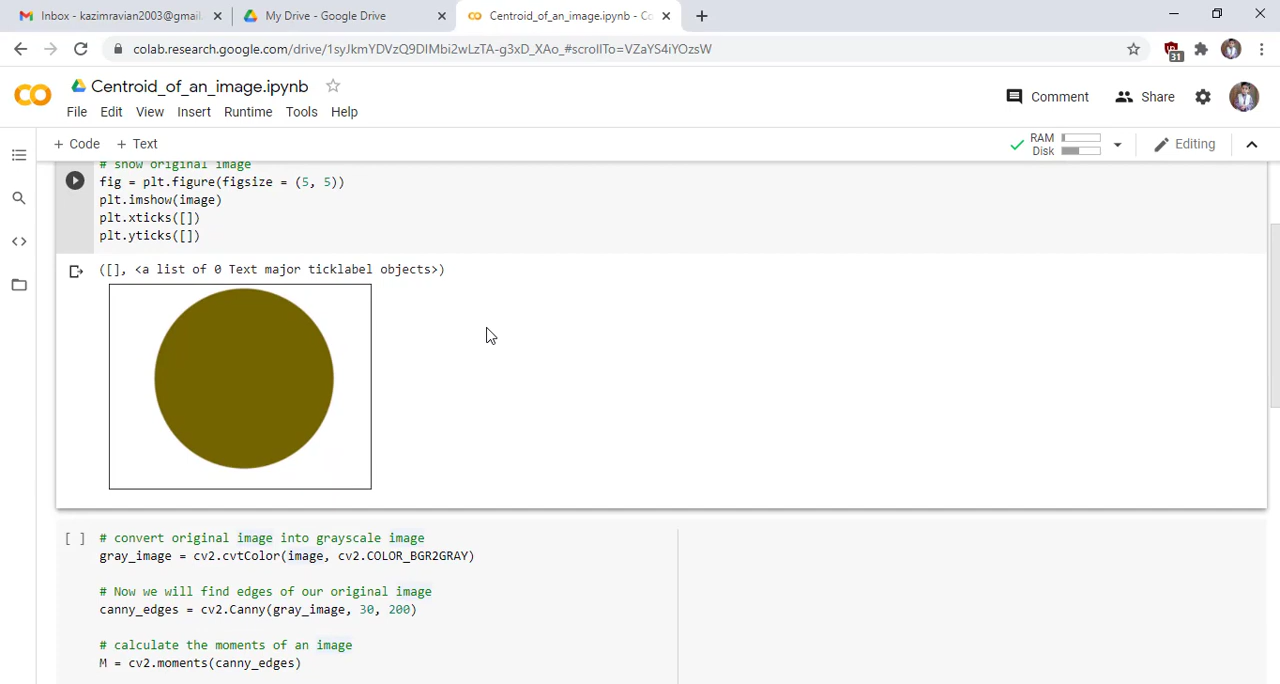 Inbox - kazimravian2003@gmail. My Drive - Google Drive Centroid_of_an_image.ipynb - Co
colab.research.google.com/drive/1syJkmYDVzQ9DIMbi2wLzTA-g3xD_XAo_#scrollTo=VZaYS4iYOzsW 31
Centroid_of_an_image.ipynb
File Edit View Insert Runtime Tools Help
Comment Share
+ Code + Text
RAM
Disk
Editing
# show original image
fig = plt.figure(figsize = (5, 5))
plt.imshow(image)
plt.xticks([])
plt.yticks([])
([], <a list of 0 Text major ticklabel objects>)
[ ] # convert original image into grayscale image
gray_image = cv2.cvtColor(image, cv2.COLOR_BGR2GRAY)
# Now we will find edges of our original image
canny_edges = cv2.Canny(gray_image, 30, 200)
# calculate the moments of an image
M = cv2.moments(canny_edges)